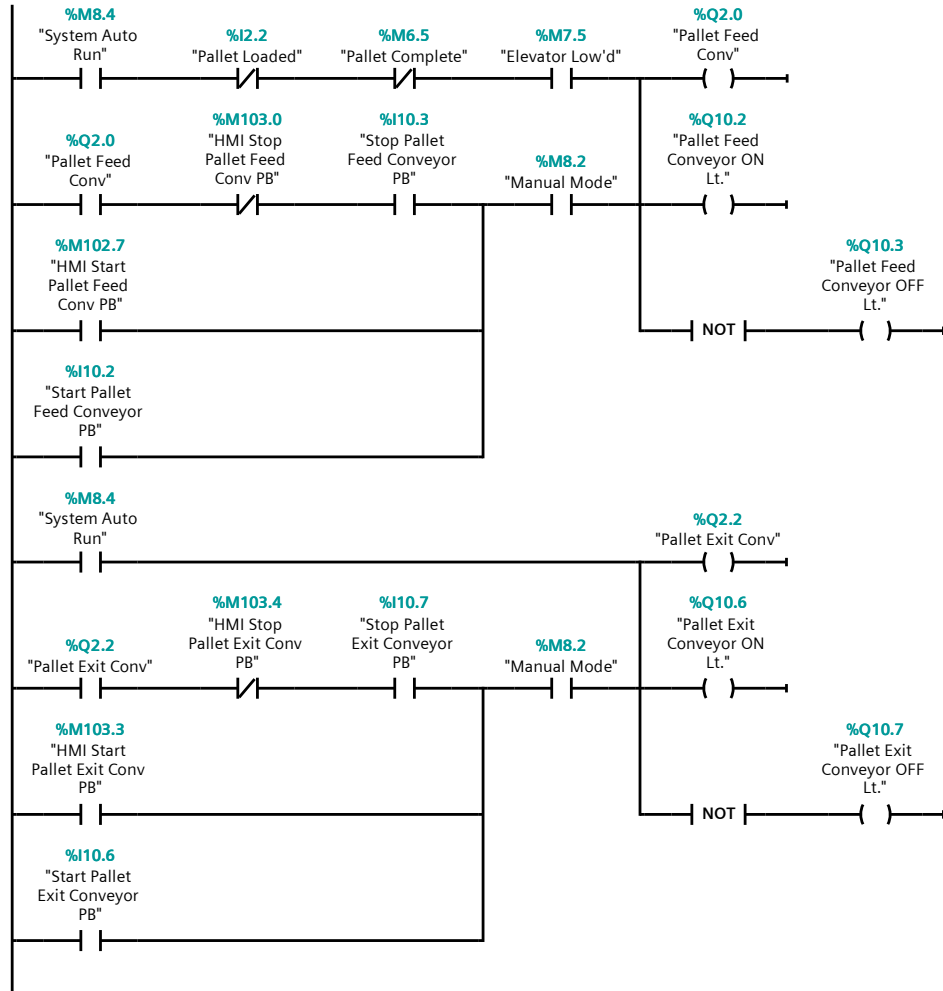 %M8.4
"System Auto
Run"
%I2.2
"Pallet Loaded"
%M6.5
"Pallet Complete"
%M7.5
"Elevator Low'd"
%Q2.0
"Pallet Feed
Conv"
%Q2.0
"Pallet Feed
Conv"
%M103.0
"HMI Stop
Pallet Feed
Conv PB"
%I10.3
"Stop Pallet
Feed Conveyor
PB"
%M8.2
"Manual Mode"
%Q10.2
"Pallet Feed
Conveyor ON
Lt."
%M102.7
"HMI Start
Pallet Feed
Conv PB"
%Q10.3
"Pallet Feed
Conveyor OFF
Lt."
NOT
%I10.2
"Start Pallet
Feed Conveyor
PB"
%M8.4
"System Auto
Run"
%Q2.2
"Pallet Exit Conv"
%Q2.2
"Pallet Exit Conv"
%M103.4
"HMI Stop
Pallet Exit Conv
PB"
%I10.7
"Stop Pallet
Exit Conveyor
PB"
%M8.2
"Manual Mode"
%Q10.6
"Pallet Exit
Conveyor ON
Lt."
%M103.3
"HMI Start
Pallet Exit Conv
PB"
%Q10.7
"Pallet Exit
Conveyor OFF
Lt."
NOT
%I10.6
"Start Pallet
Exit Conveyor
PB"